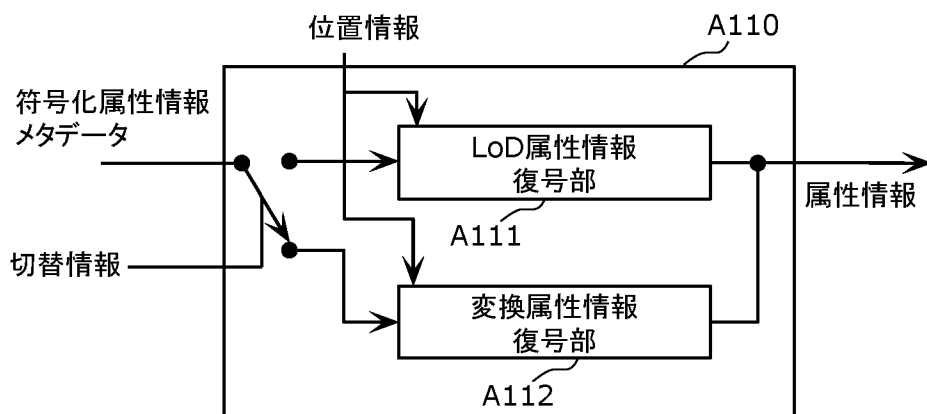 位置情報
A110
符号化属性情報
メタデータ
LoD属性情報
復号部
属性情報
A111
切替情報
変換属性情報
復号部
A112